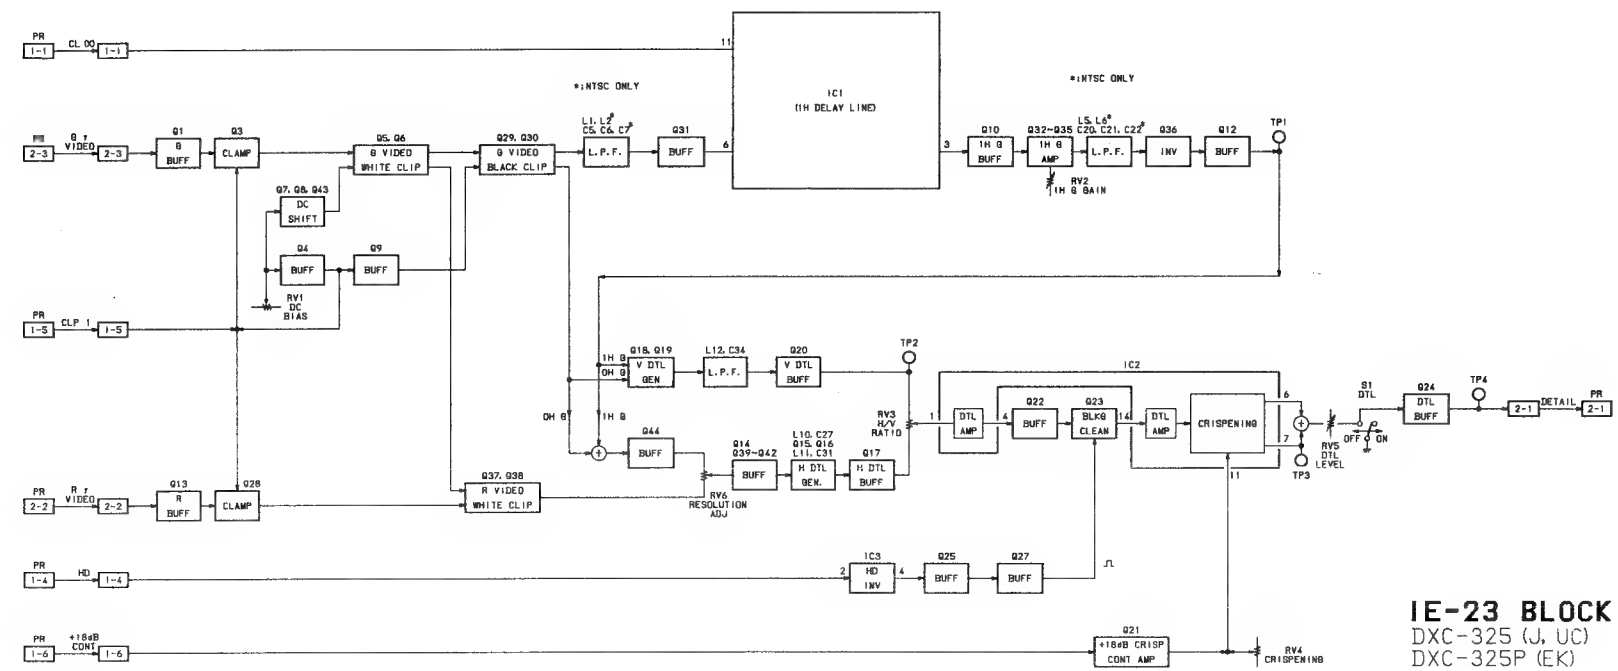 PR
1-1
CL DO
1-1
11
IC1
(1H DELAY LINE)
*:NTSC ONLY
*:NTSC ONLY
2-3
G γ
VIDEO
2-3
Q1
G
BUFF
Q3
CLAMP
Q5, Q6
G VIDEO
WHITE CLIP
Q29, Q30
G VIDEO
BLACK CLIP
L1, L2*
C5, C6, C7*
L.P.F.
Q31
BUFF
6
3
Q10
1H G
BUFF
Q32~Q35
1H G
AMP
RV2
1H G GAIN
L5, L6*
C20, C21, C22*
L.P.F.
Q36
INV
Q12
BUFF
TP1
Q7, Q8, Q43
DC
SHIFT
Q4
BUFF
Q9
BUFF
RV1
DC
BIAS
PR
1-5
CLP 1
1-5
1H G
0H G
Q18, Q19
V DTL
GEN
L12, C34
L.P.F.
Q20
V DTL
BUFF
TP2
RV3
H/V
RATIO
IC2
1
DTL
AMP
4
Q22
BUFF
Q23
BLKG
CLEAN
14
DTL
AMP
CRISPENING
6
7
11
TP3
RV5
DTL
LEVEL
S1
DTL
OFF
ON
Q24
DTL
BUFF
TP4
2-1
DETAIL
PR
2-1
0H G
1H G
Q44
BUFF
RV6
RESOLUTION
ADJ
Q14
Q39~Q42
BUFF
L10, C27
Q15, Q16
L11, C31
H DTL
GEN.
Q17
H DTL
BUFF
PR
2-2
R γ
VIDEO
2-2
Q13
R
BUFF
Q28
CLAMP
Q37, Q38
R VIDEO
WHITE CLIP
PR
1-4
HD
1-4
2
IC3
HD
INV
4
Q25
BUFF
Q27
BUFF
PR
1-6
+18dB
CONT
1-6
Q21
+18dB CRISP
CONT AMP
RV4
CRISPENING
IE-23 BLOCK
DXC-325 (J, UC)
DXC-325P (EK)